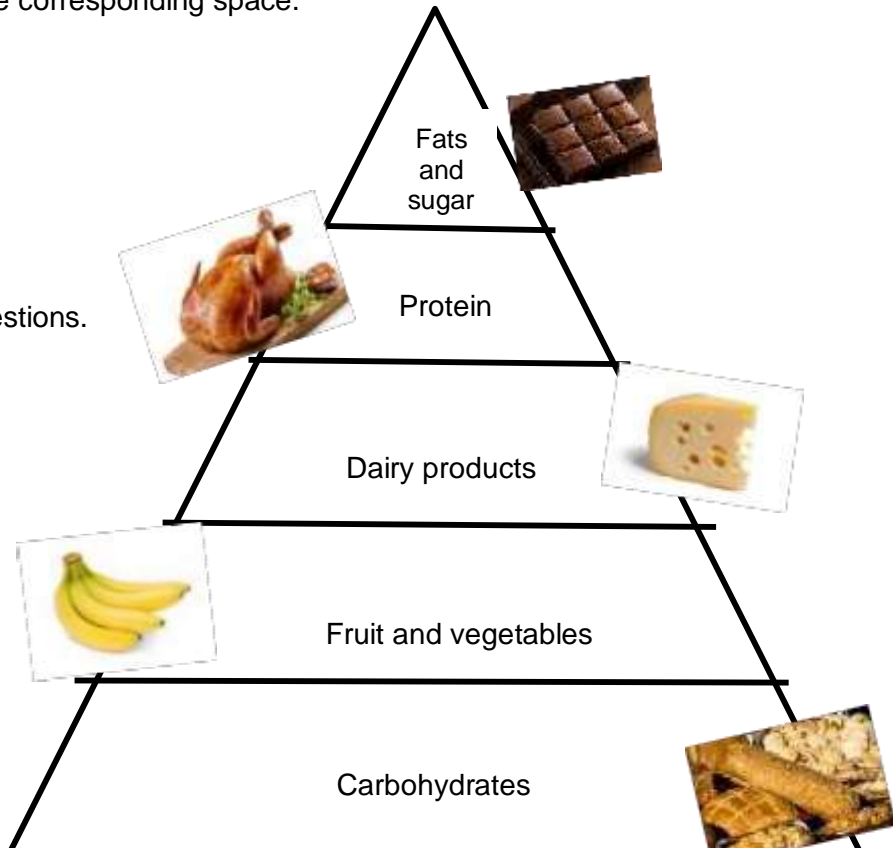 e corresponding space.
Fats
and
sugar
Protein
estions.
Dairy products
Fruit and vegetables
Carbohydrates